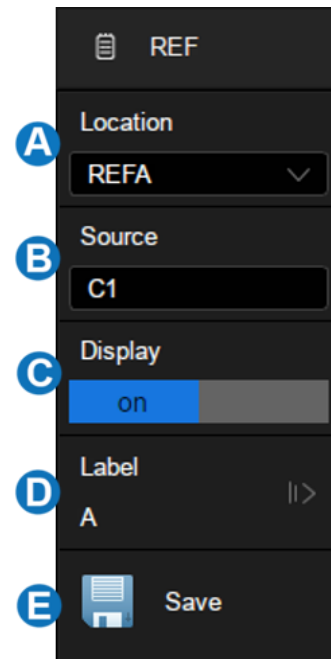 REF
A
Location
REFA
B
Source
C1
C
Display
on
D
Label
A
E
Save